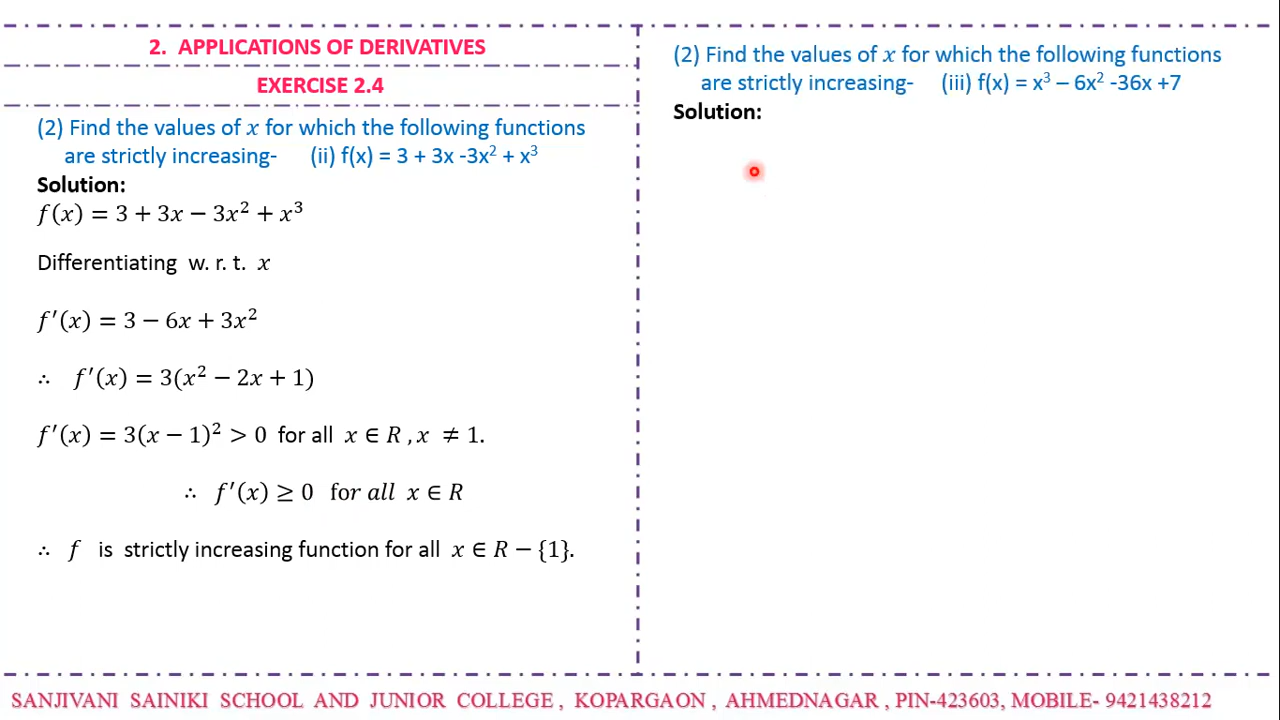 2. APPLICATIONS OF DERIVATIVES
EXERCISE 2.4
(2) Find the values of x for which the following functions
are strictly increasing- (ii) f(x) = 3 + 3x -3x² + x³
Solution:
f(x) = 3 + 3x − 3x² + x³
Differentiating w. r. t. x
f′(x) = 3 − 6x + 3x²
∴ f′(x) = 3(x² − 2x + 1)
f′(x) = 3(x − 1)² > 0 for all x ∈ R , x ≠ 1.
∴ f′(x) ≥ 0 for all x ∈ R
∴ f is strictly increasing function for all x ∈ R − {1}.
(2) Find the values of x for which the following functions
are strictly increasing- (iii) f(x) = x³ – 6x² -36x +7
Solution:
SANJIVANI SAINIKI SCHOOL AND JUNIOR COLLEGE , KOPARGAON , AHMEDNAGAR , PIN-423603, MOBILE- 9421438212